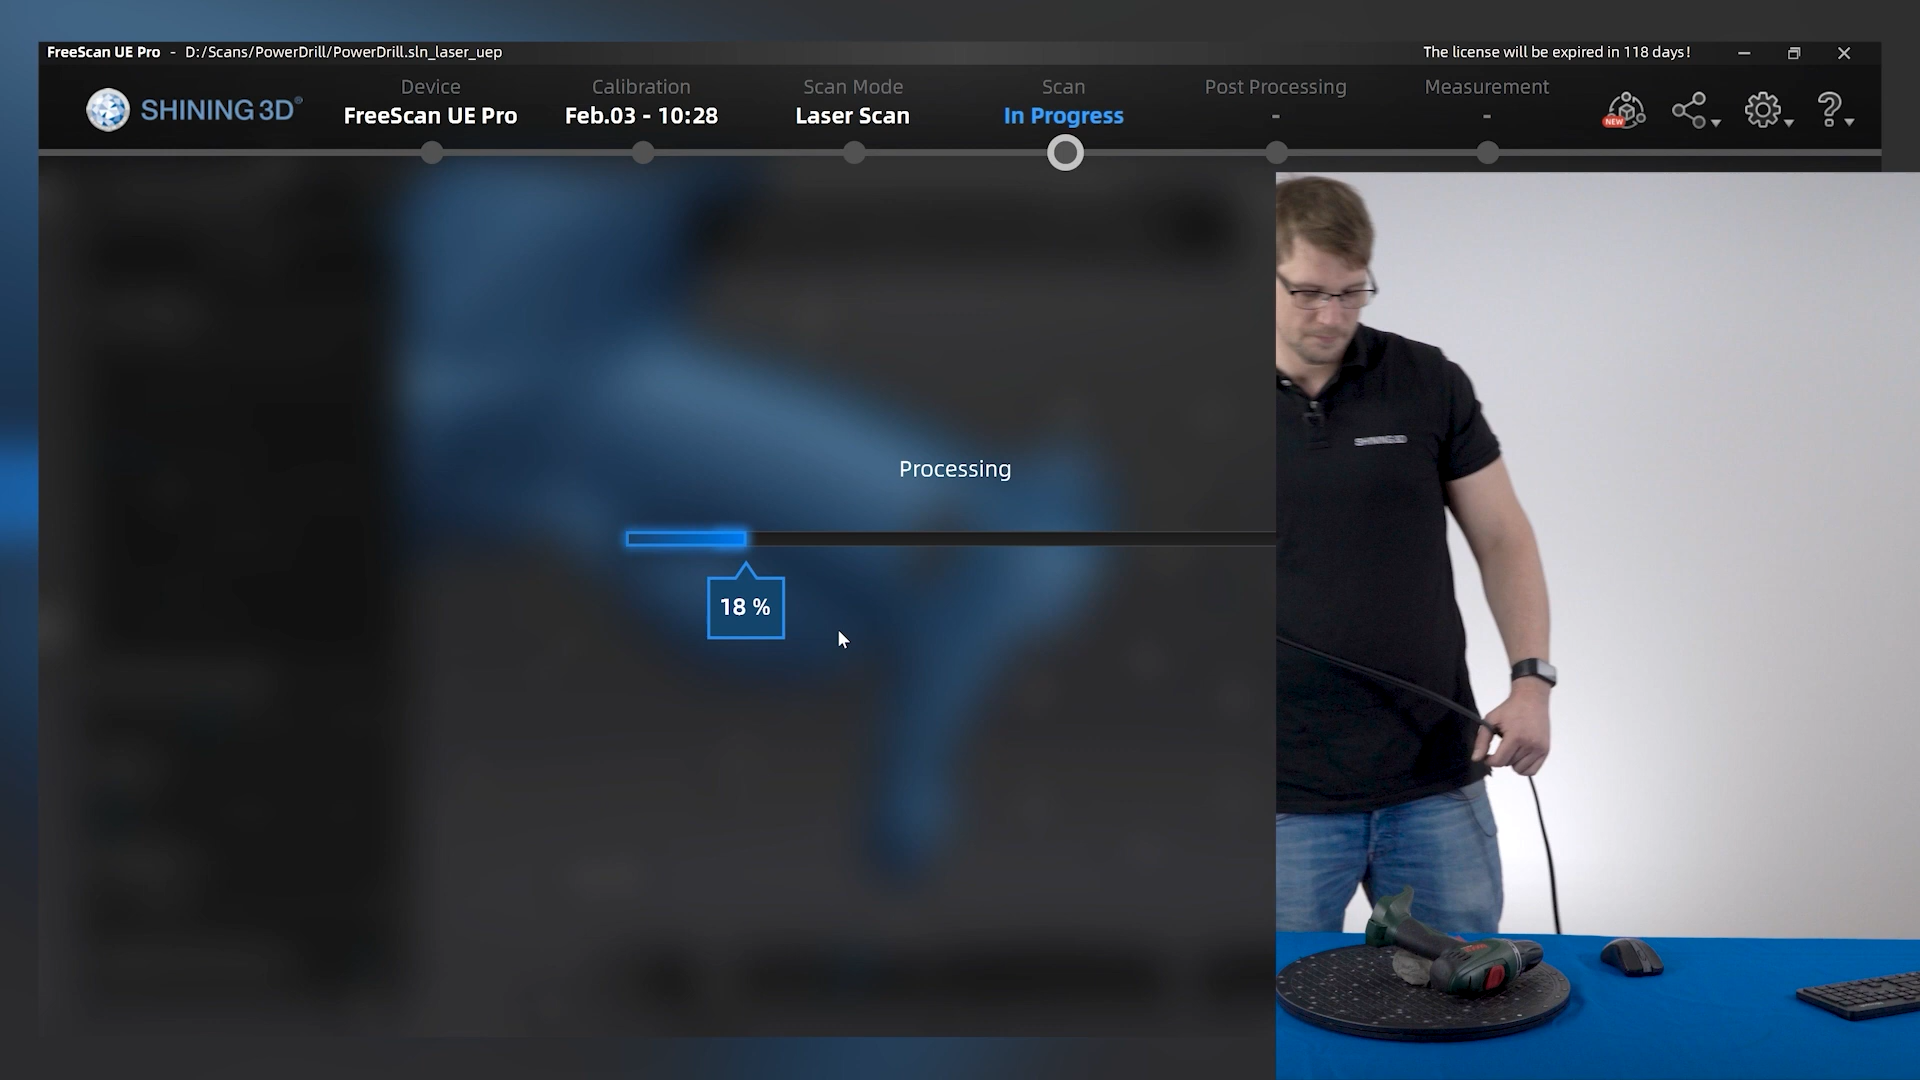 FreeScan UE Pro - D:/Scans/PowerDrill/PowerDrill.sln_laser_uep
The license will be expired in 118 days!
SHINING 3D®
Device
FreeScan UE Pro
Calibration
Feb.03 - 10:28
Scan Mode
Laser Scan
Scan
In Progress
Post Processing
-
Measurement
-
NEW
Processing
18 %
SHINING 3D